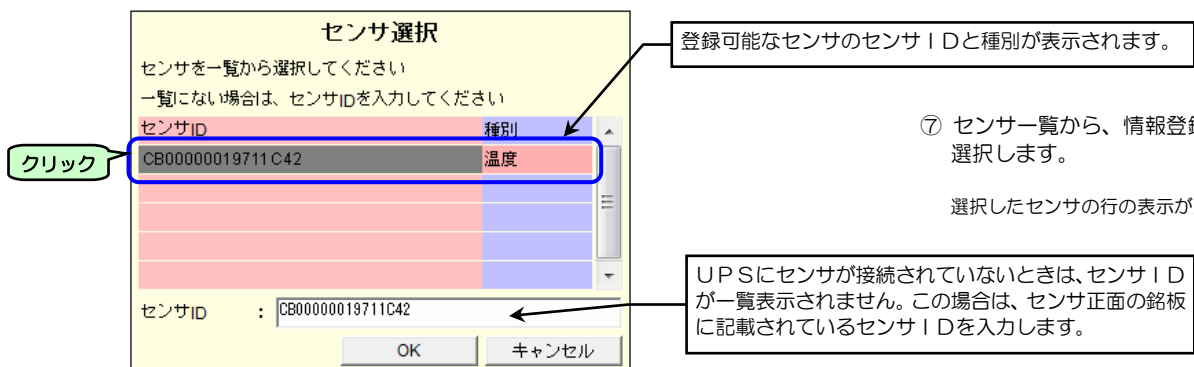 センサ選択
センサを一覧から選択してください
一覧にない場合は、センサIDを入力してください
センサID 種別
CB00000019711C42 温度
センサID : CB00000019711C42
OK キャンセル
クリック
登録可能なセンサのセンサIDと種別が表示されます。
⑦ センサ一覧から、情報登録
選択します。
選択したセンサの行の表示が
UPSにセンサが接続されていないときは、センサID
が一覧表示されません。この場合は、センサ正面の銘板
に記載されているセンサIDを入力します。